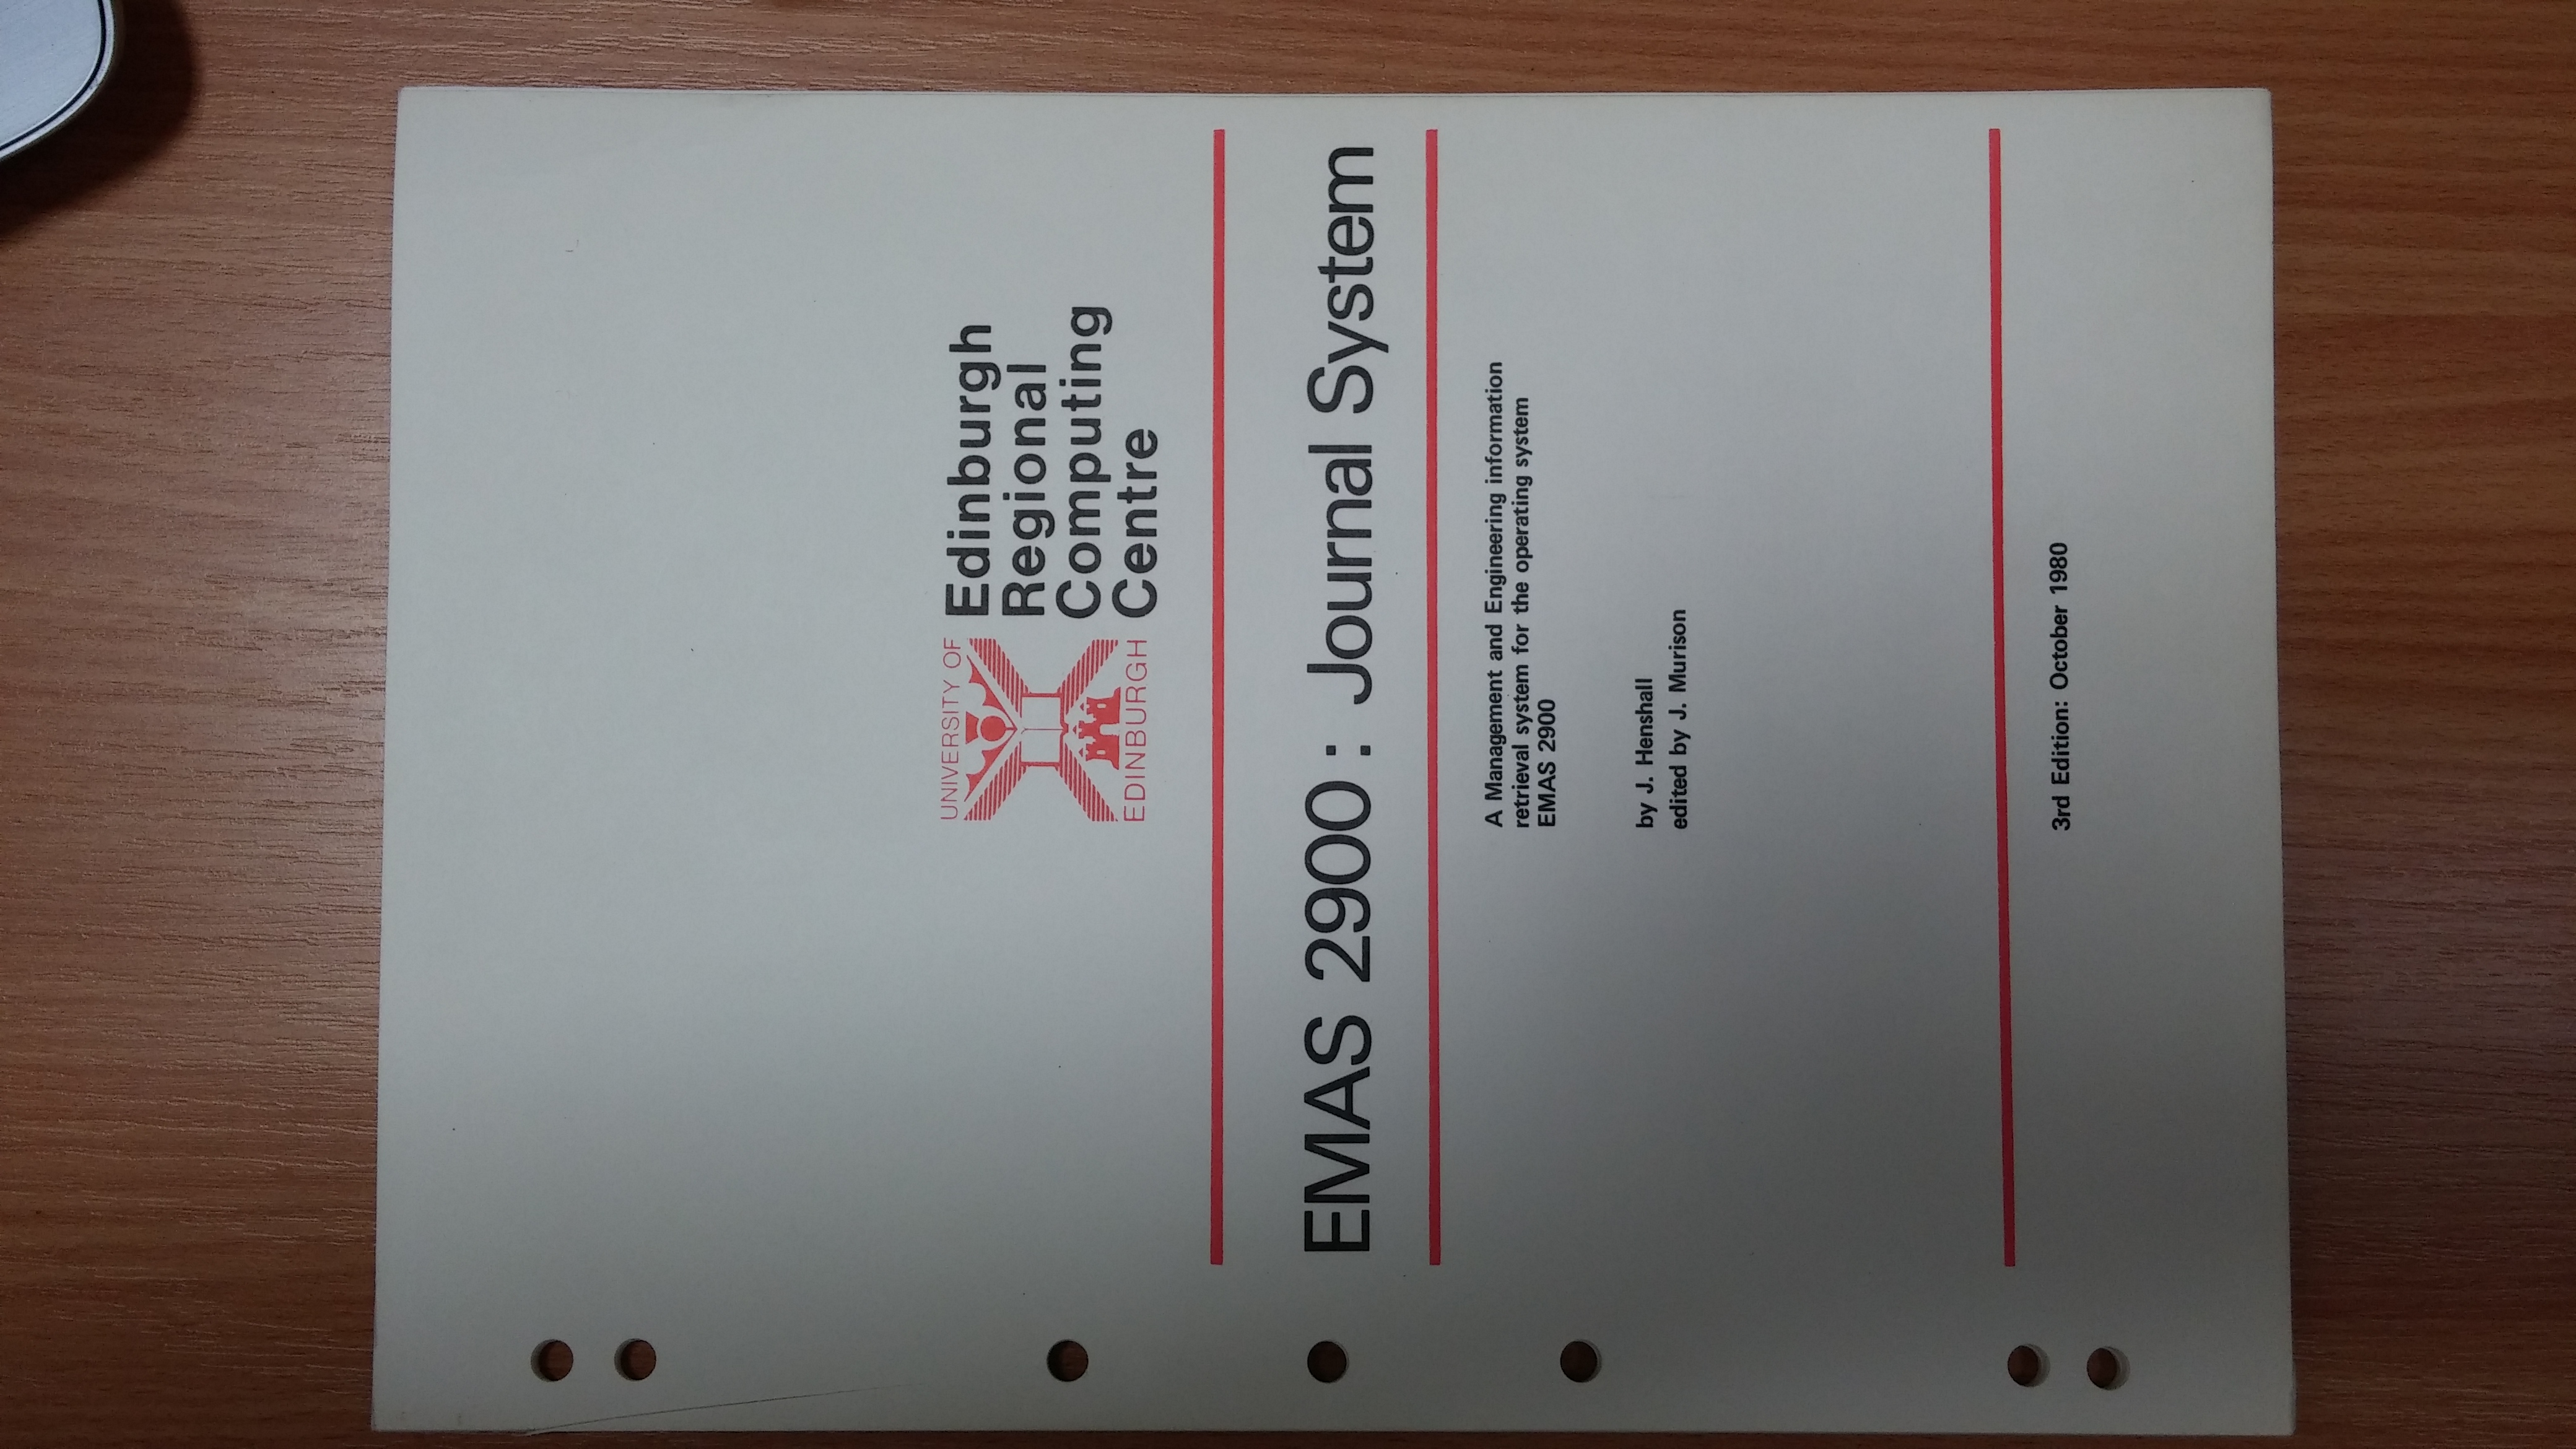 UNIVERSITY OF
EDINBURGH
Edinburgh
Regional
Computing
Centre
EMAS 2900 : Journal System
A Management and Engineering information
retrieval system for the operating system
EMAS 2900
by J. Henshall
edited by J. Murison
3rd Edition: October 1980